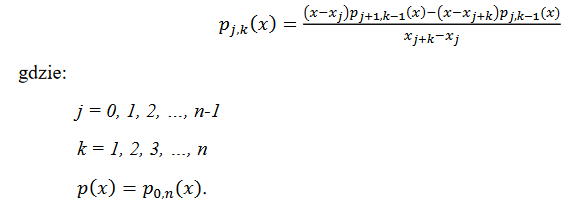 p_{j,k}(x) = \frac{(x-x_j)p_{j+1,k-1}(x)-(x-x_{j+k})p_{j,k-1}(x)}{x_{j+k}-x_j}
gdzie:
j = 0, 1, 2, ..., n-1
k = 1, 2, 3, ..., n
p(x) = p_{0,n}(x).